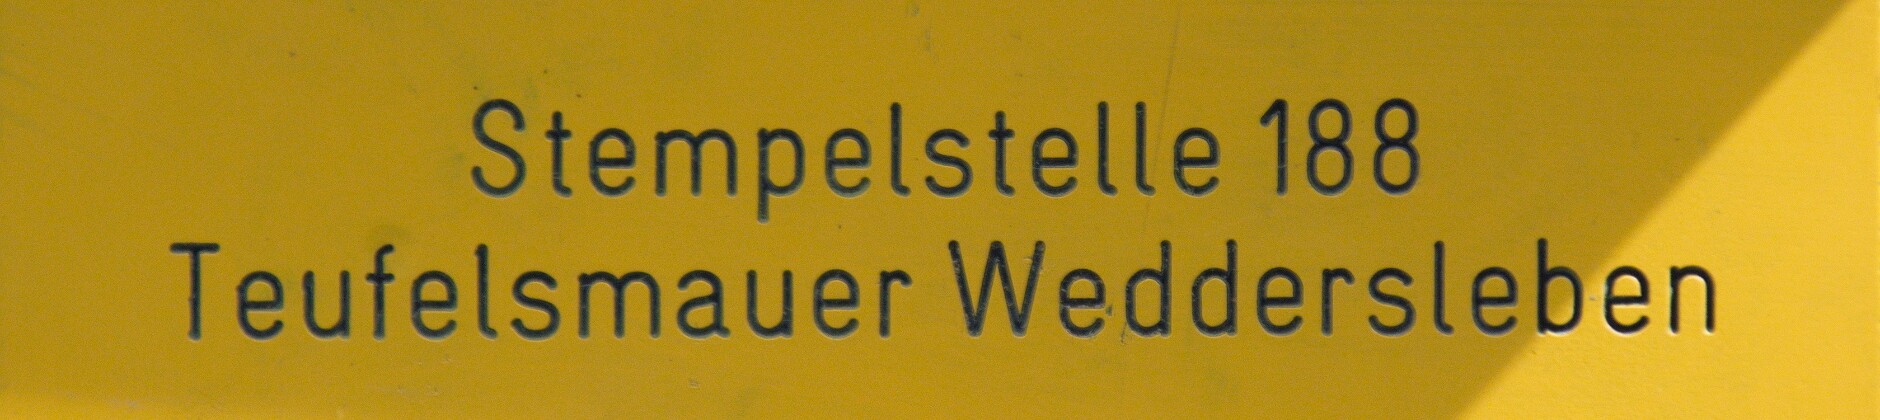 Stempelstelle 188
Teufelsmauer Weddersleben